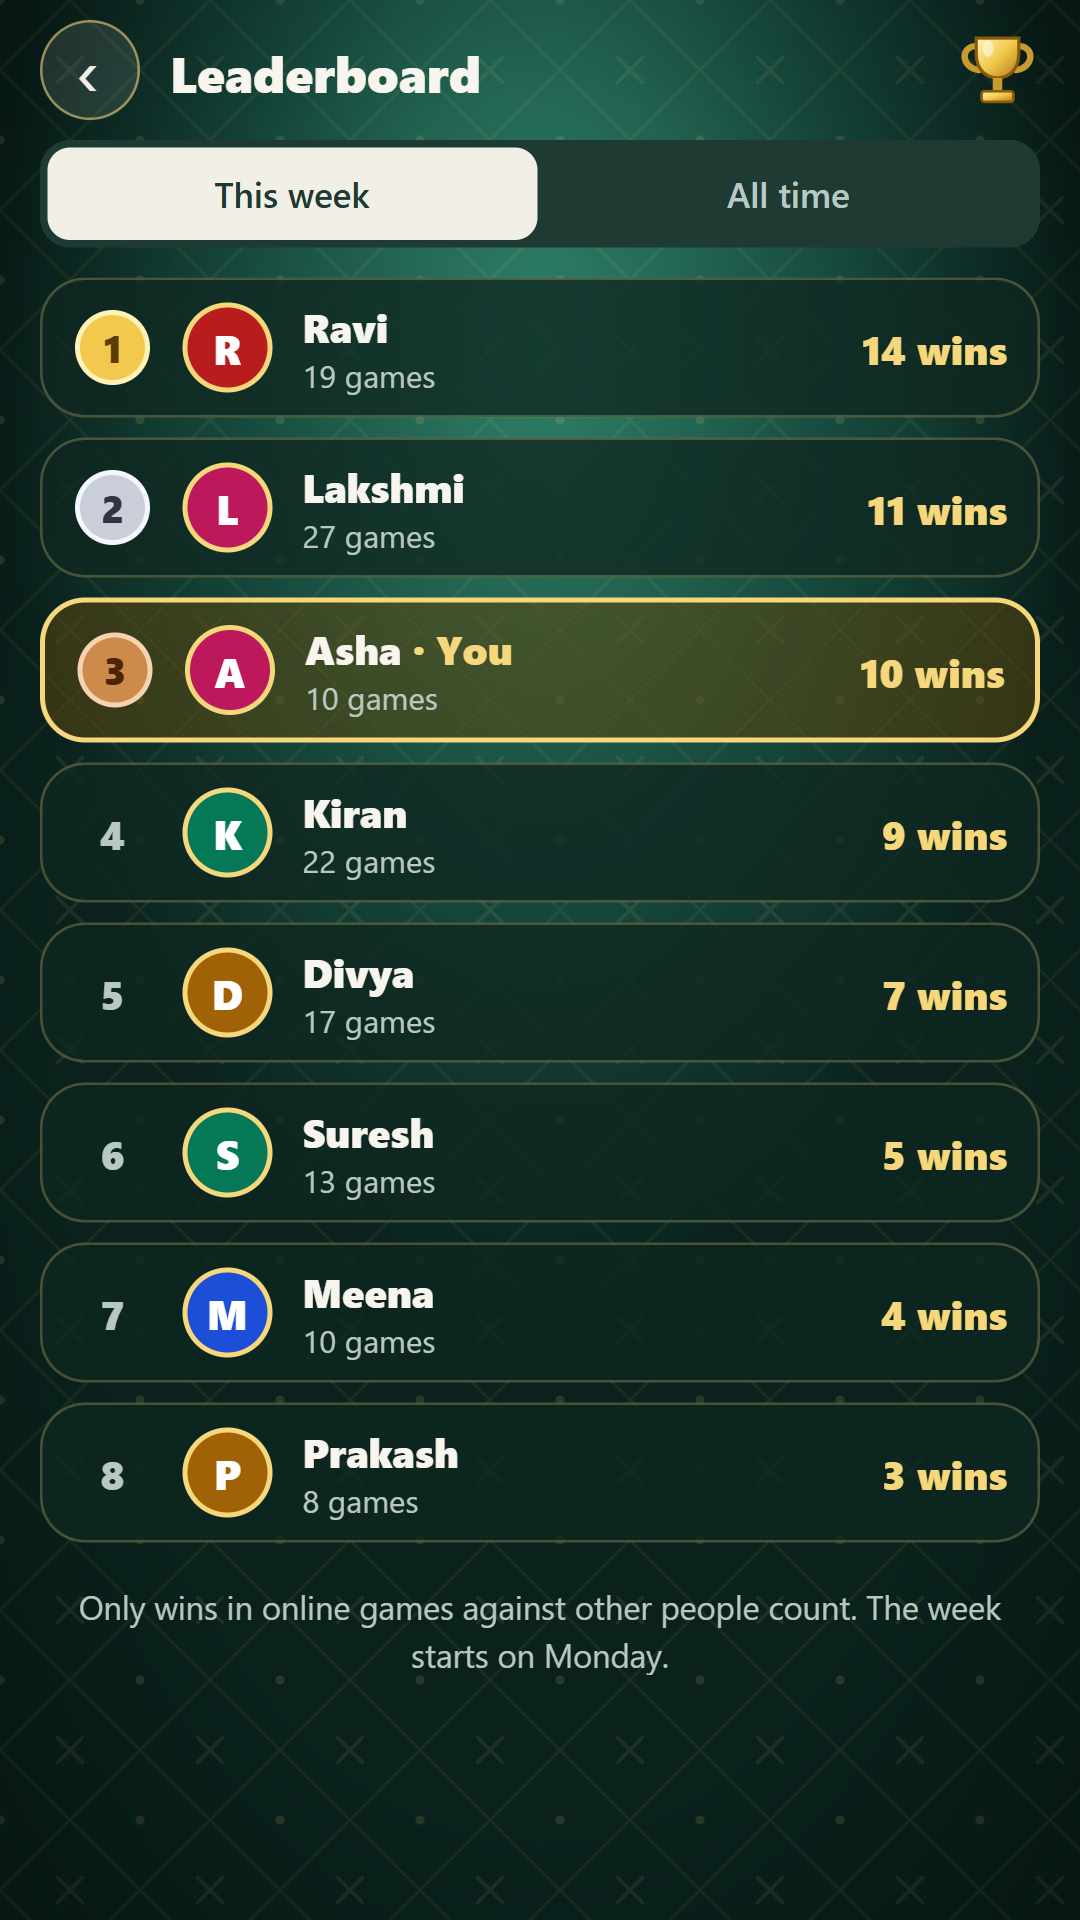 ‹ Leaderboard
This week
All time
1 R Ravi 14 wins
19 games
2 L Lakshmi 11 wins
27 games
3 A Asha · You 10 wins
10 games
4 K Kiran 9 wins
22 games
5 D Divya 7 wins
17 games
6 S Suresh 5 wins
13 games
7 M Meena 4 wins
10 games
8 P Prakash 3 wins
8 games
Only wins in online games against other people count. The week
starts on Monday.